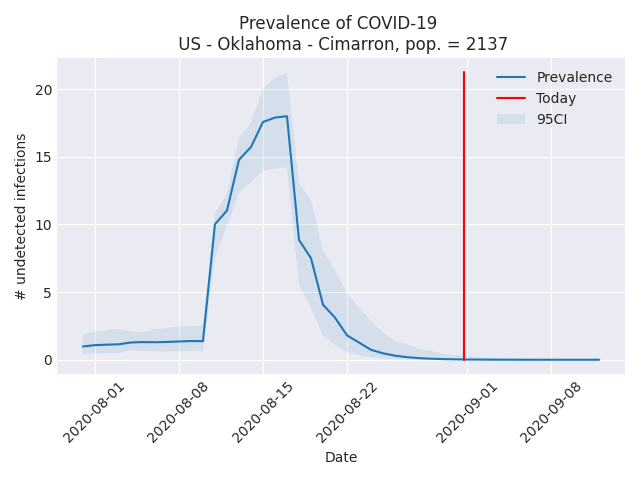 Prevalence of COVID-19
US - Oklahoma - Cimarron, pop. = 2137
Prevalence
Today
95CI
# undetected infections
20
15
10
5
0
2020-08-01
2020-08-08
2020-08-15
2020-08-22
2020-09-01
2020-09-08
Date